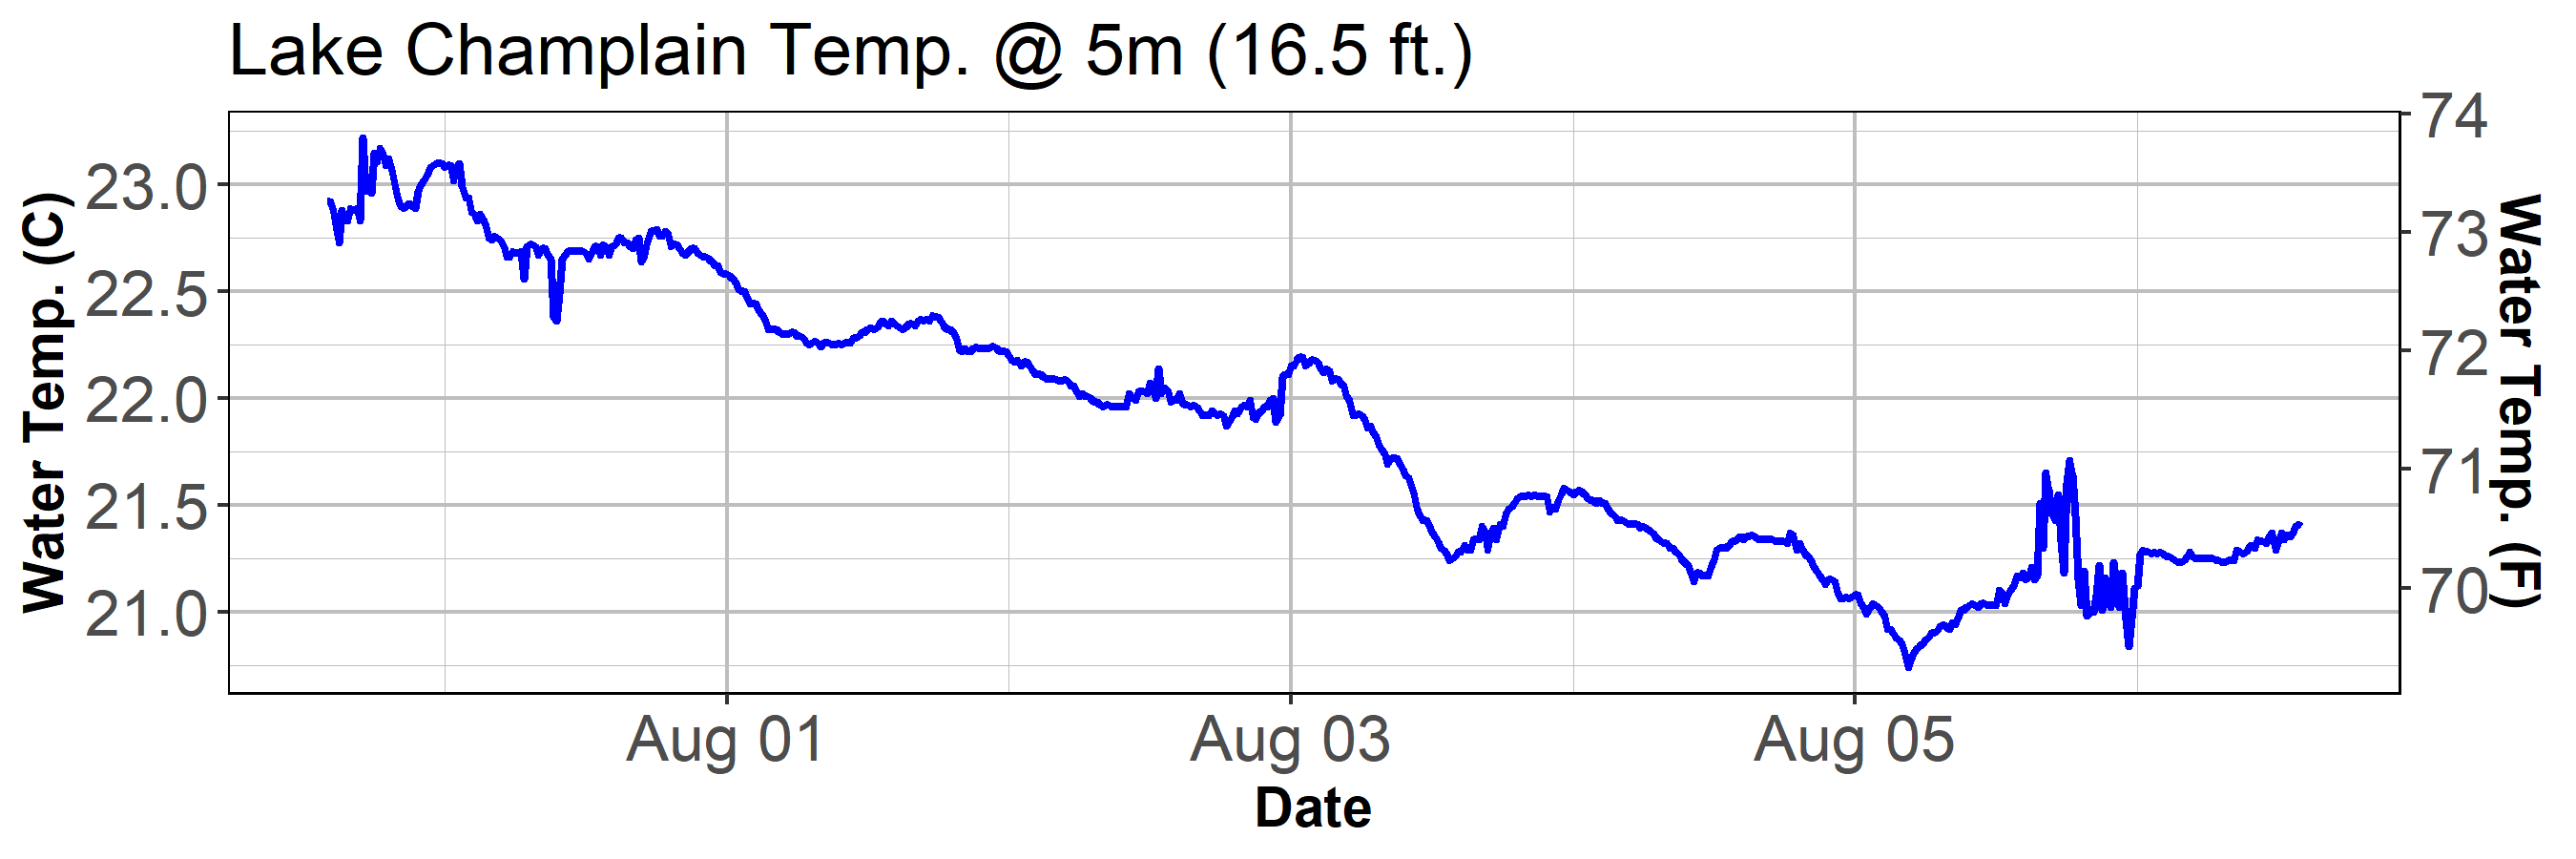 Lake Champlain Temp. @ 5m (16.5 ft.)
Water Temp. (C)
23.0
22.5
22.0
21.5
21.0
74
73
72
71
70
Water Temp. (F)
Aug 01 Aug 03 Aug 05
Date